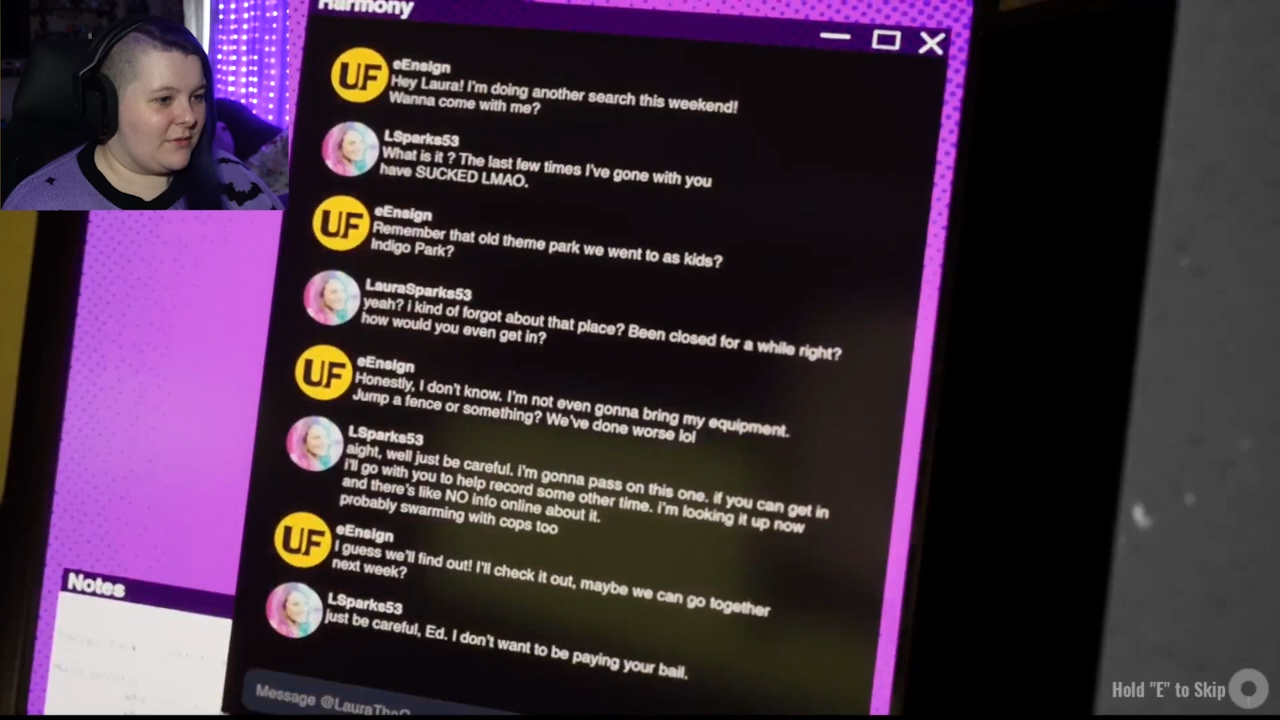 Harmony
UF
eEnsign
Hey Laura! I'm doing another search this weekend!
Wanna come with me?
LSparks53
What is it ? The last few times I've gone with you
have SUCKED LMAO.
UF
eEnsign
Remember that old theme park we went to as kids?
Indigo Park?
LauraSparks53
yeah? i kind of forgot about that place? Been closed for a while right?
how would you even get in?
UF
eEnsign
Honestly, I don't know. I'm not even gonna bring my equipment.
Jump a fence or something? We've done worse lol
LSparks53
aight, well just be careful. i'm gonna pass on this one. if you can get in
i'll go with you to help record some other time. i'm looking it up now
and there's like NO info online about it.
probably swarming with cops too
UF
eEnsign
I guess we'll find out! I'll check it out, maybe we can go together
next week?
LSparks53
just be careful, Ed. I don't want to be paying your bail.
Notes
Message
Hold "E" to Skip